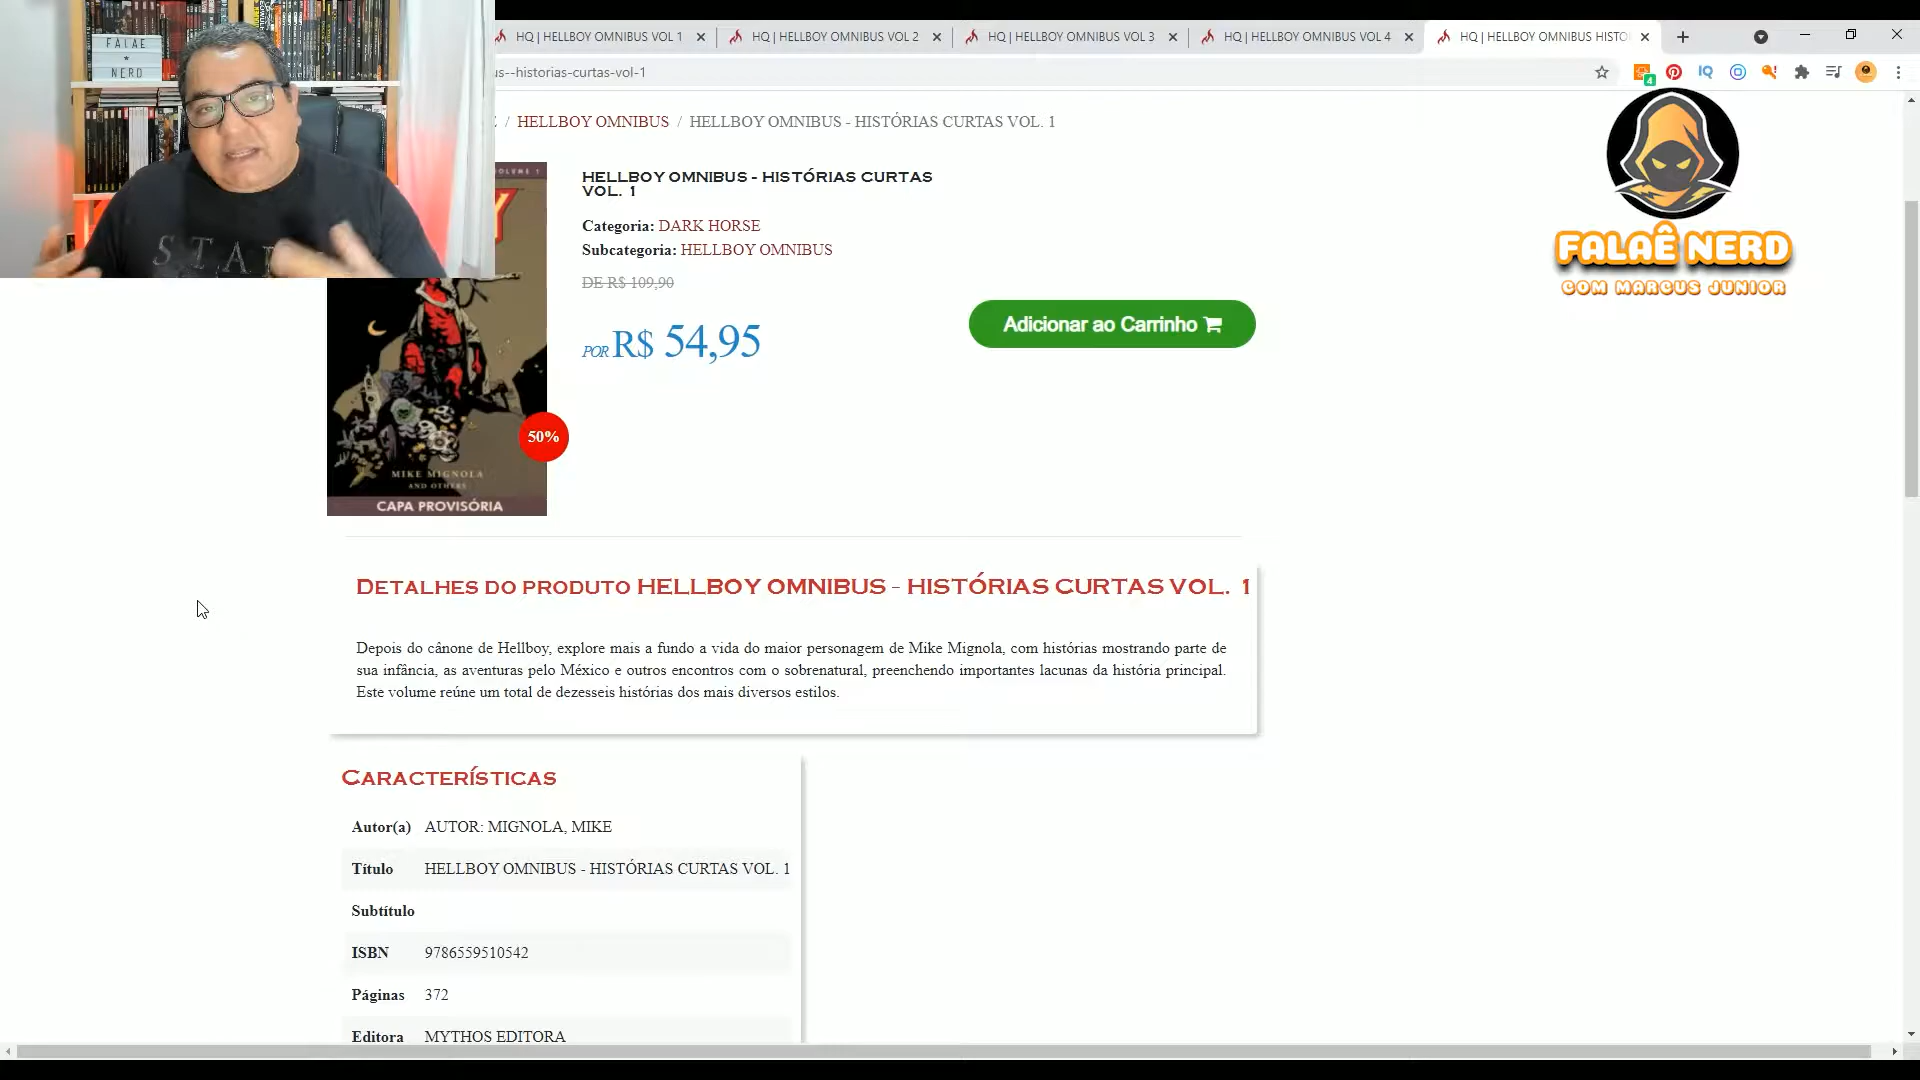 FALAE
NERD
STAR
HQ | HELLBOY OMNIBUS VOL 1
HQ | HELLBOY OMNIBUS VOL 2
HQ | HELLBOY OMNIBUS VOL 3
HQ | HELLBOY OMNIBUS VOL 4
HQ | HELLBOY OMNIBUS HISTO
s--historias-curtas-vol-1
4
IQ
/ HELLBOY OMNIBUS / HELLBOY OMNIBUS - HISTÓRIAS CURTAS VOL. 1
FALAÊ NERD
COM MARCUS JUNIOR
VOLUME 1
MIKE MIGNOLA
AND OTHERS
CAPA PROVISÓRIA
50%
HELLBOY OMNIBUS - HISTÓRIAS CURTAS
VOL. 1
Categoria: DARK HORSE
Subcategoria: HELLBOY OMNIBUS
DE R$ 109,90
POR R$ 54,95
Adicionar ao Carrinho
DETALHES DO PRODUTO HELLBOY OMNIBUS - HISTÓRIAS CURTAS VOL. 1
Depois do cânone de Hellboy, explore mais a fundo a vida do maior personagem de Mike Mignola, com histórias mostrando parte de
sua infância, as aventuras pelo México e outros encontros com o sobrenatural, preenchendo importantes lacunas da história principal.
Este volume reúne um total de dezesseis histórias dos mais diversos estilos.
CARACTERÍSTICAS
Autor(a) AUTOR: MIGNOLA, MIKE
Título HELLBOY OMNIBUS - HISTÓRIAS CURTAS VOL. 1
Subtítulo
ISBN 9786559510542
Páginas 372
Editora MYTHOS EDITORA